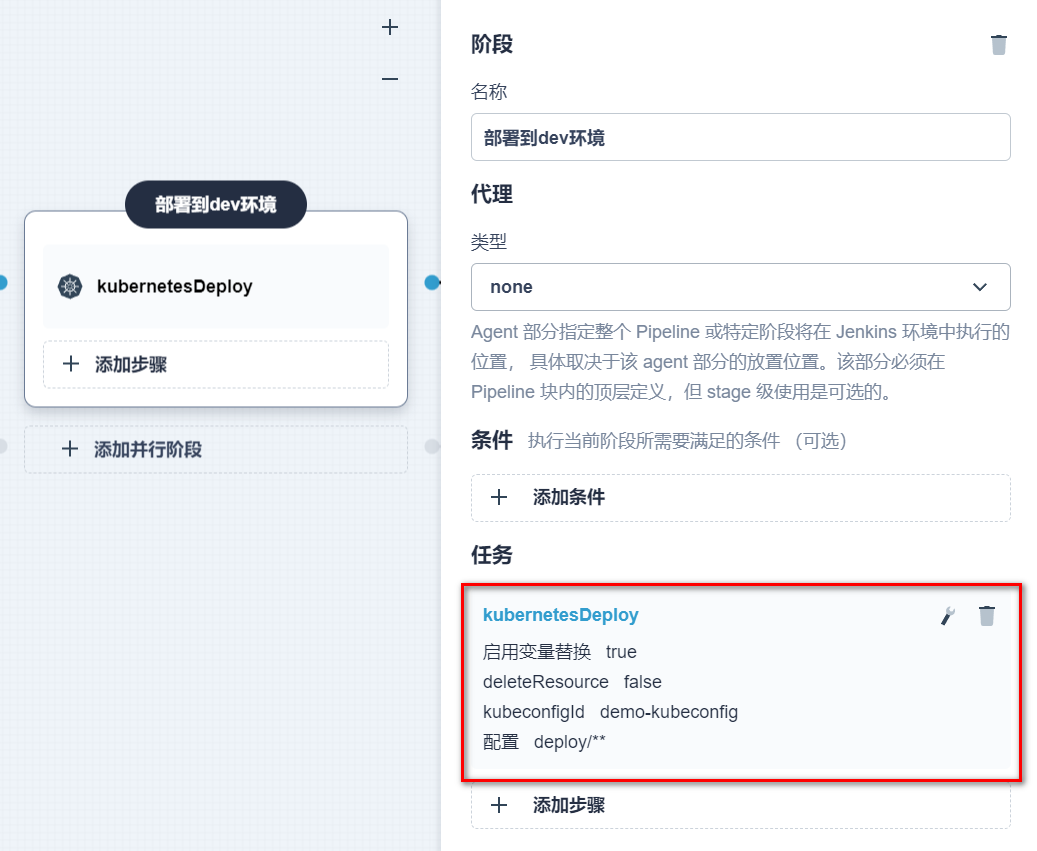 部署到dev环境
kubernetesDeploy
添加步骤
添加并行阶段
阶段
名称
部署到dev环境
代理
类型
none
Agent 部分指定整个 Pipeline 或特定阶段将在 Jenkins 环境中执行的
位置， 具体取决于该 agent 部分的放置位置。该部分必须在
Pipeline 块内的顶层定义，但 stage 级使用是可选的。
条件 执行当前阶段所需要满足的条件 （可选）
添加条件
任务
kubernetesDeploy
启用变量替换 true
deleteResource false
kubeconfigId demo-kubeconfig
配置 deploy/**
添加步骤